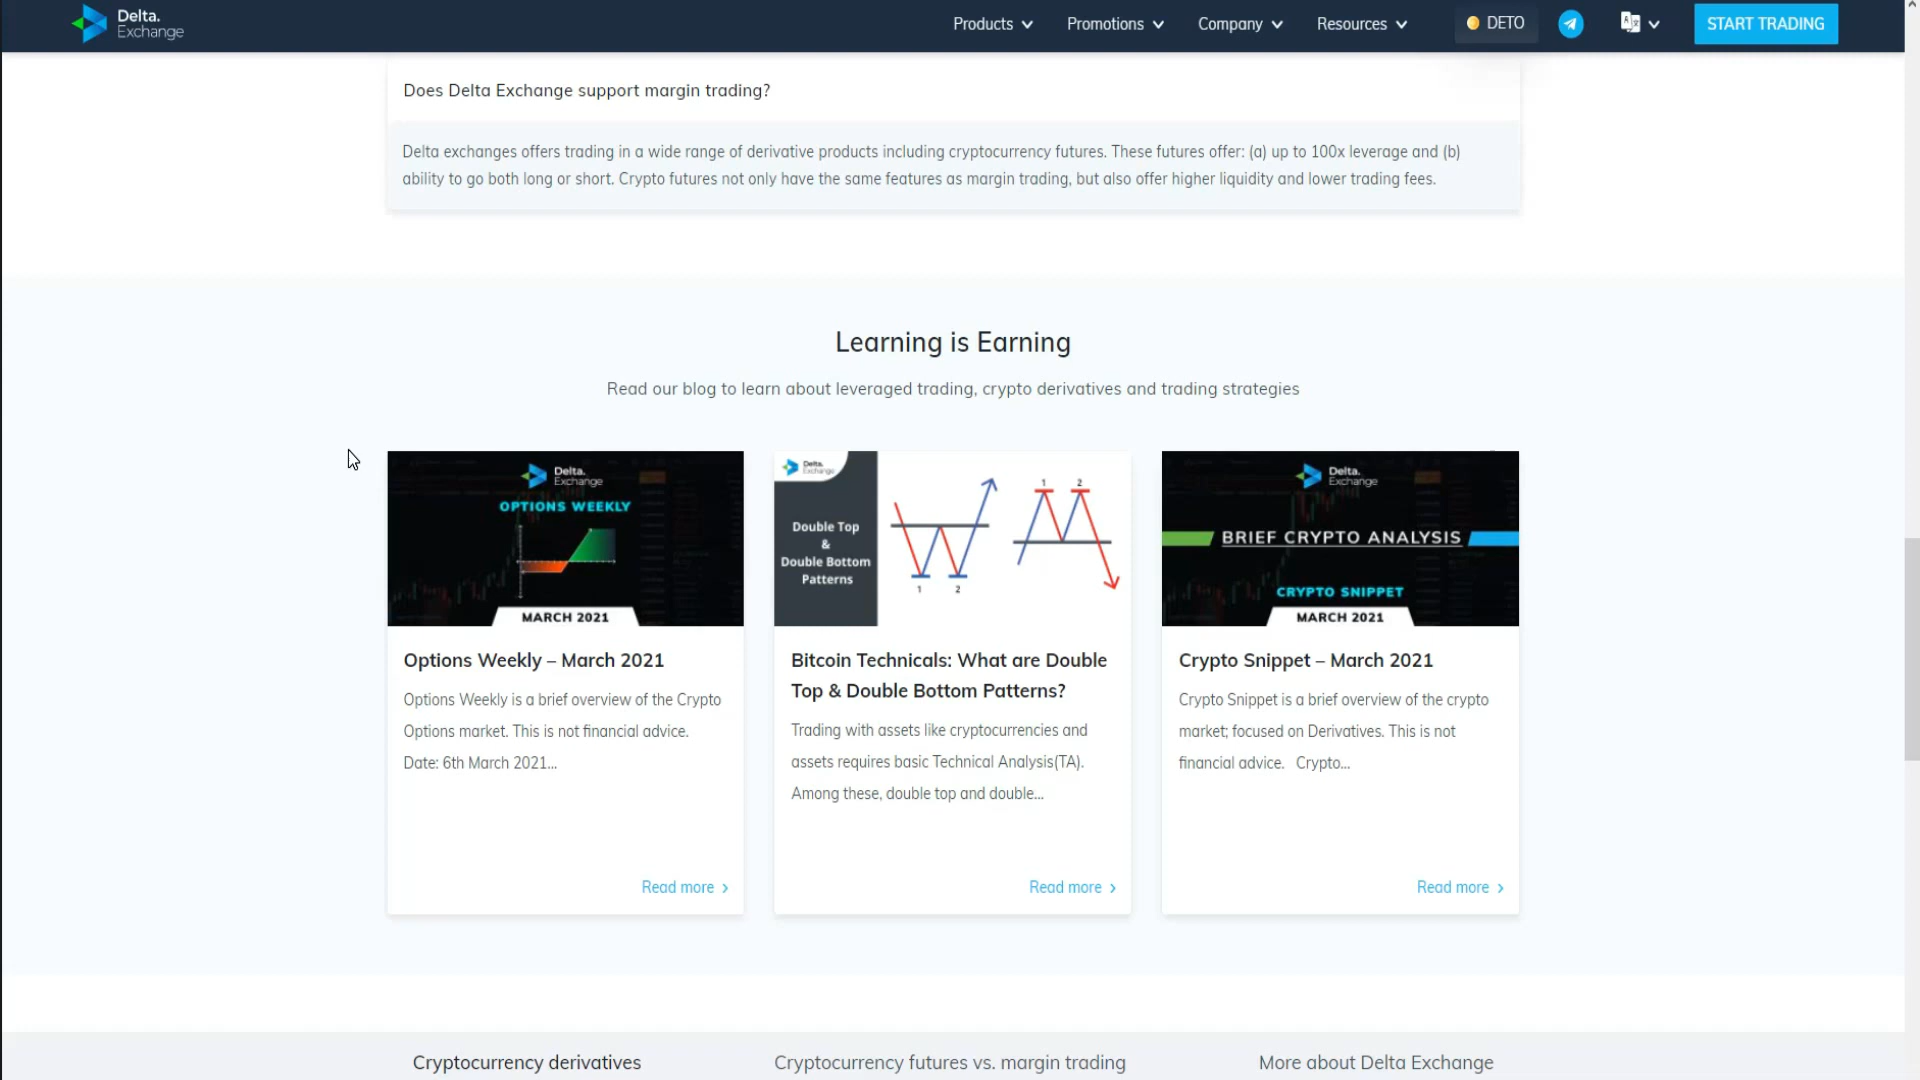 Delta.
Exchange
Products
Promotions
Company
Resources
DETO
START TRADING
Does Delta Exchange support margin trading?
Delta exchanges offers trading in a wide range of derivative products including cryptocurrency futures. These futures offer: (a) up to 100x leverage and (b)
ability to go both long or short. Crypto futures not only have the same features as margin trading, but also offer higher liquidity and lower trading fees.
Learning is Earning
Read our blog to learn about leveraged trading, crypto derivatives and trading strategies
Delta.
Exchange
OPTIONS WEEKLY
MARCH 2021
Options Weekly – March 2021
Options Weekly is a brief overview of the Crypto
Options market. This is not financial advice.
Date: 6th March 2021...
Read more
Delta.
Exchange
Double Top
&
Double Bottom
Patterns
1
2
1
2
Bitcoin Technicals: What are Double
Top & Double Bottom Patterns?
Trading with assets like cryptocurrencies and
assets requires basic Technical Analysis(TA).
Among these, double top and double...
Read more
Delta.
Exchange
BRIEF CRYPTO ANALYSIS
CRYPTO SNIPPET
MARCH 2021
Crypto Snippet – March 2021
Crypto Snippet is a brief overview of the crypto
market; focused on Derivatives. This is not
financial advice. Crypto...
Read more
Cryptocurrency derivatives
Cryptocurrency futures vs. margin trading
More about Delta Exchange